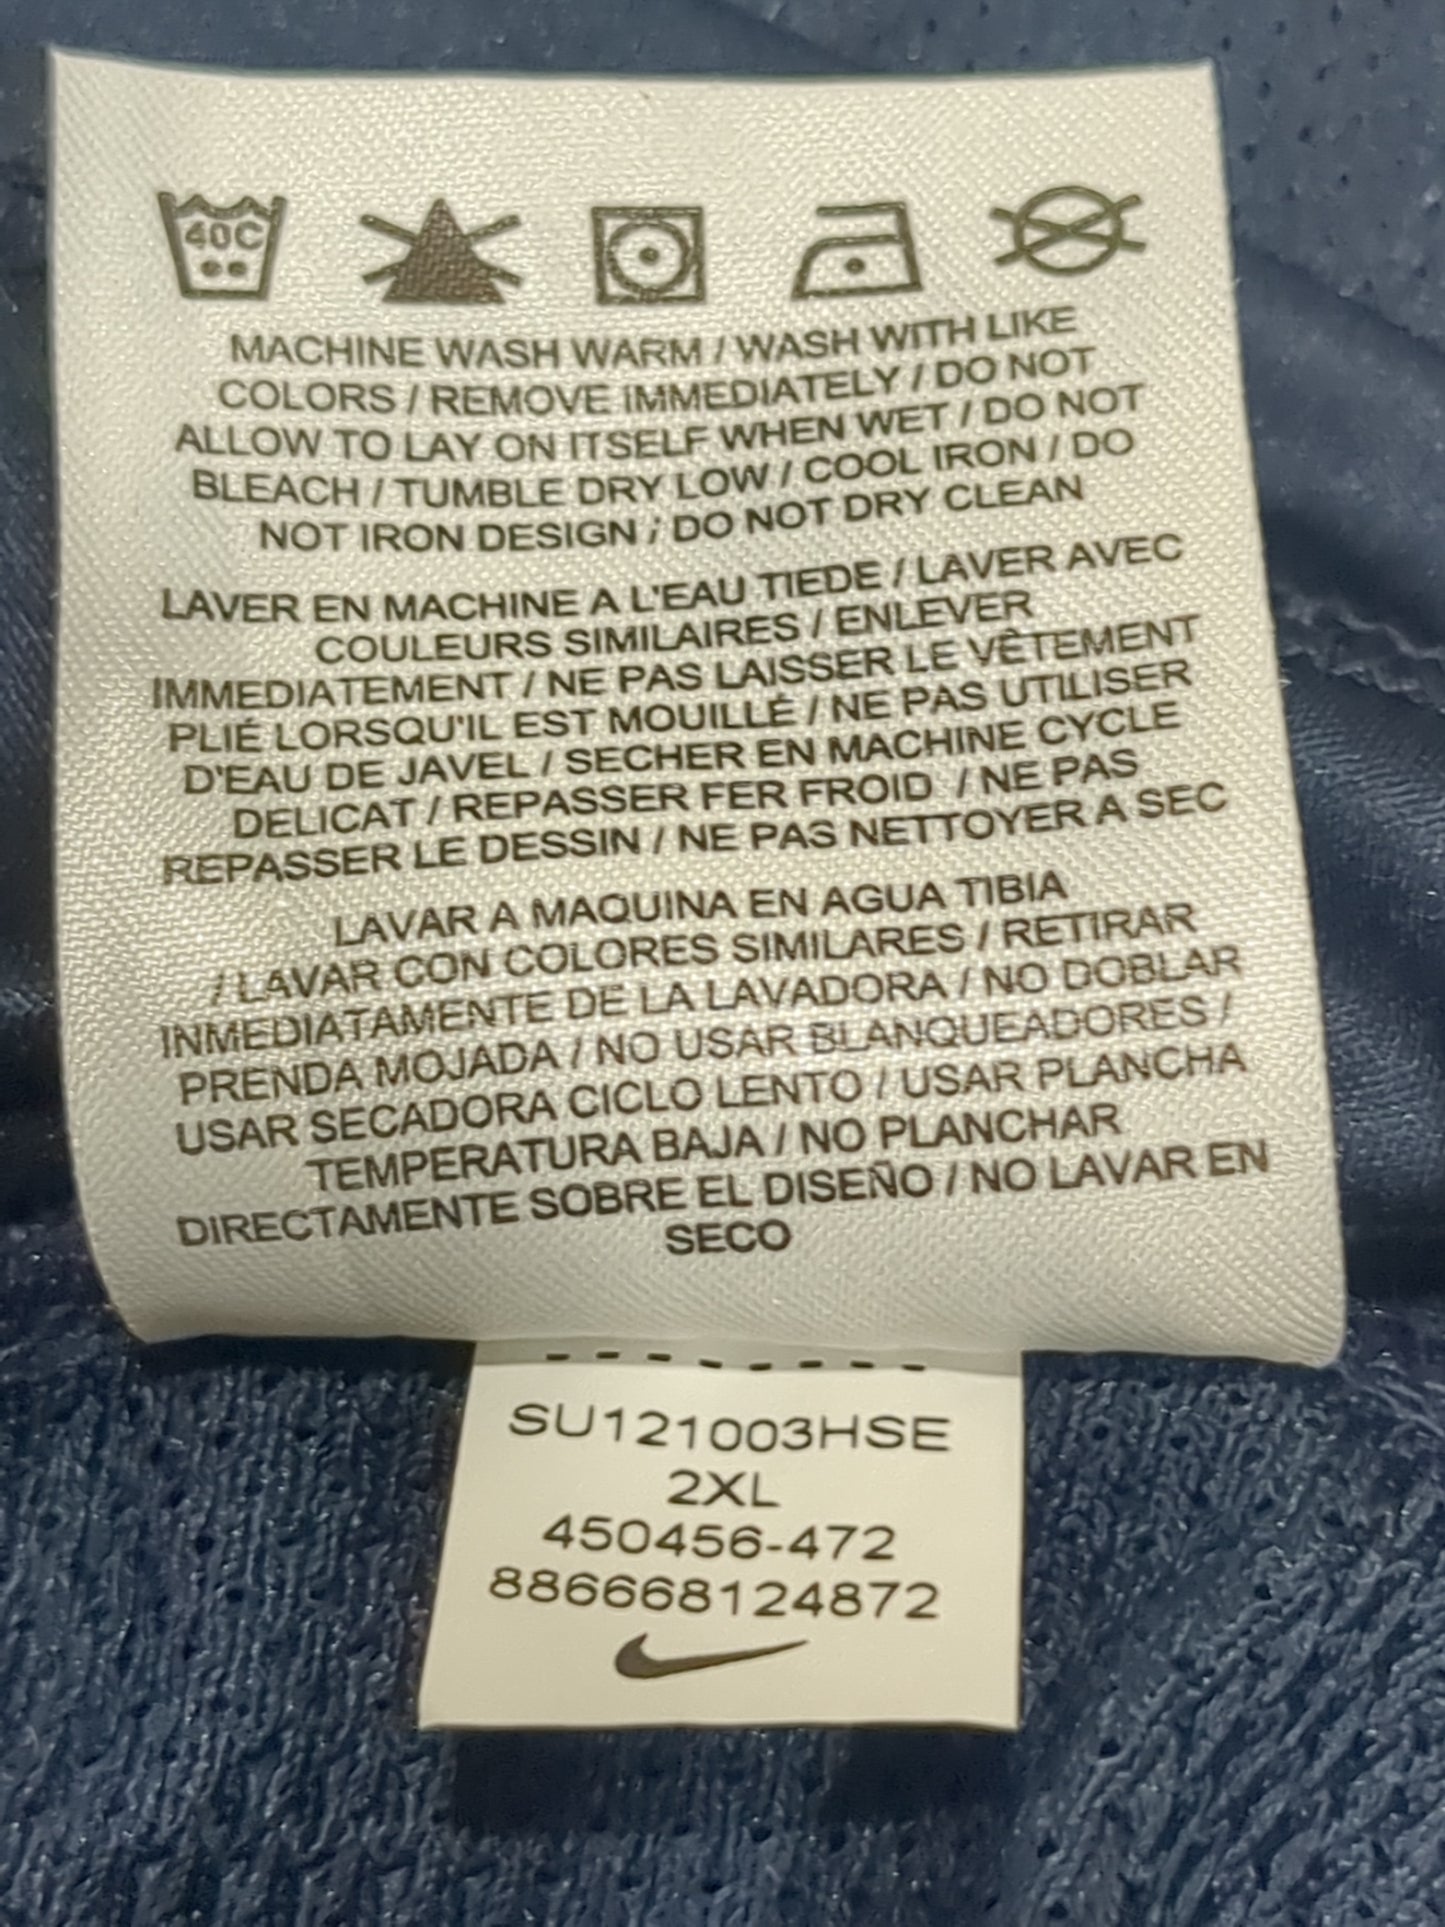 40C
MACHINE WASH WARM / WASH WITH LIKE
COLORS / REMOVE IMMEDIATELY / DO NOT
ALLOW TO LAY ON ITSELF WHEN WET / DO NOT
BLEACH / TUMBLE DRY LOW / COOL IRON / DO
NOT IRON DESIGN / DO NOT DRY CLEAN
LAVER EN MACHINE A L'EAU TIEDE / LAVER AVEC
COULEURS SIMILAIRES / ENLEVER
IMMEDIATEMENT / NE PAS LAISSER LE VÊTEMENT
PLIÉ LORSQU'IL EST MOUILLÉ / NE PAS UTILISER
D'EAU DE JAVEL / SECHER EN MACHINE CYCLE
DELICAT / REPASSER FER FROID / NE PAS
REPASSER LE DESSIN / NE PAS NETTOYER A SEC
LAVAR A MAQUINA EN AGUA TIBIA
/ LAVAR CON COLORES SIMILARES / RETIRAR
INMEDIATAMENTE DE LA LAVADORA / NO DOBLAR
PRENDA MOJADA / NO USAR BLANQUEADORES /
USAR SECADORA CICLO LENTO / USAR PLANCHA
TEMPERATURA BAJA / NO PLANCHAR
DIRECTAMENTE SOBRE EL DISEÑO / NO LAVAR EN
SECO
SU121003HSE
2XL
450456-472
886668124872